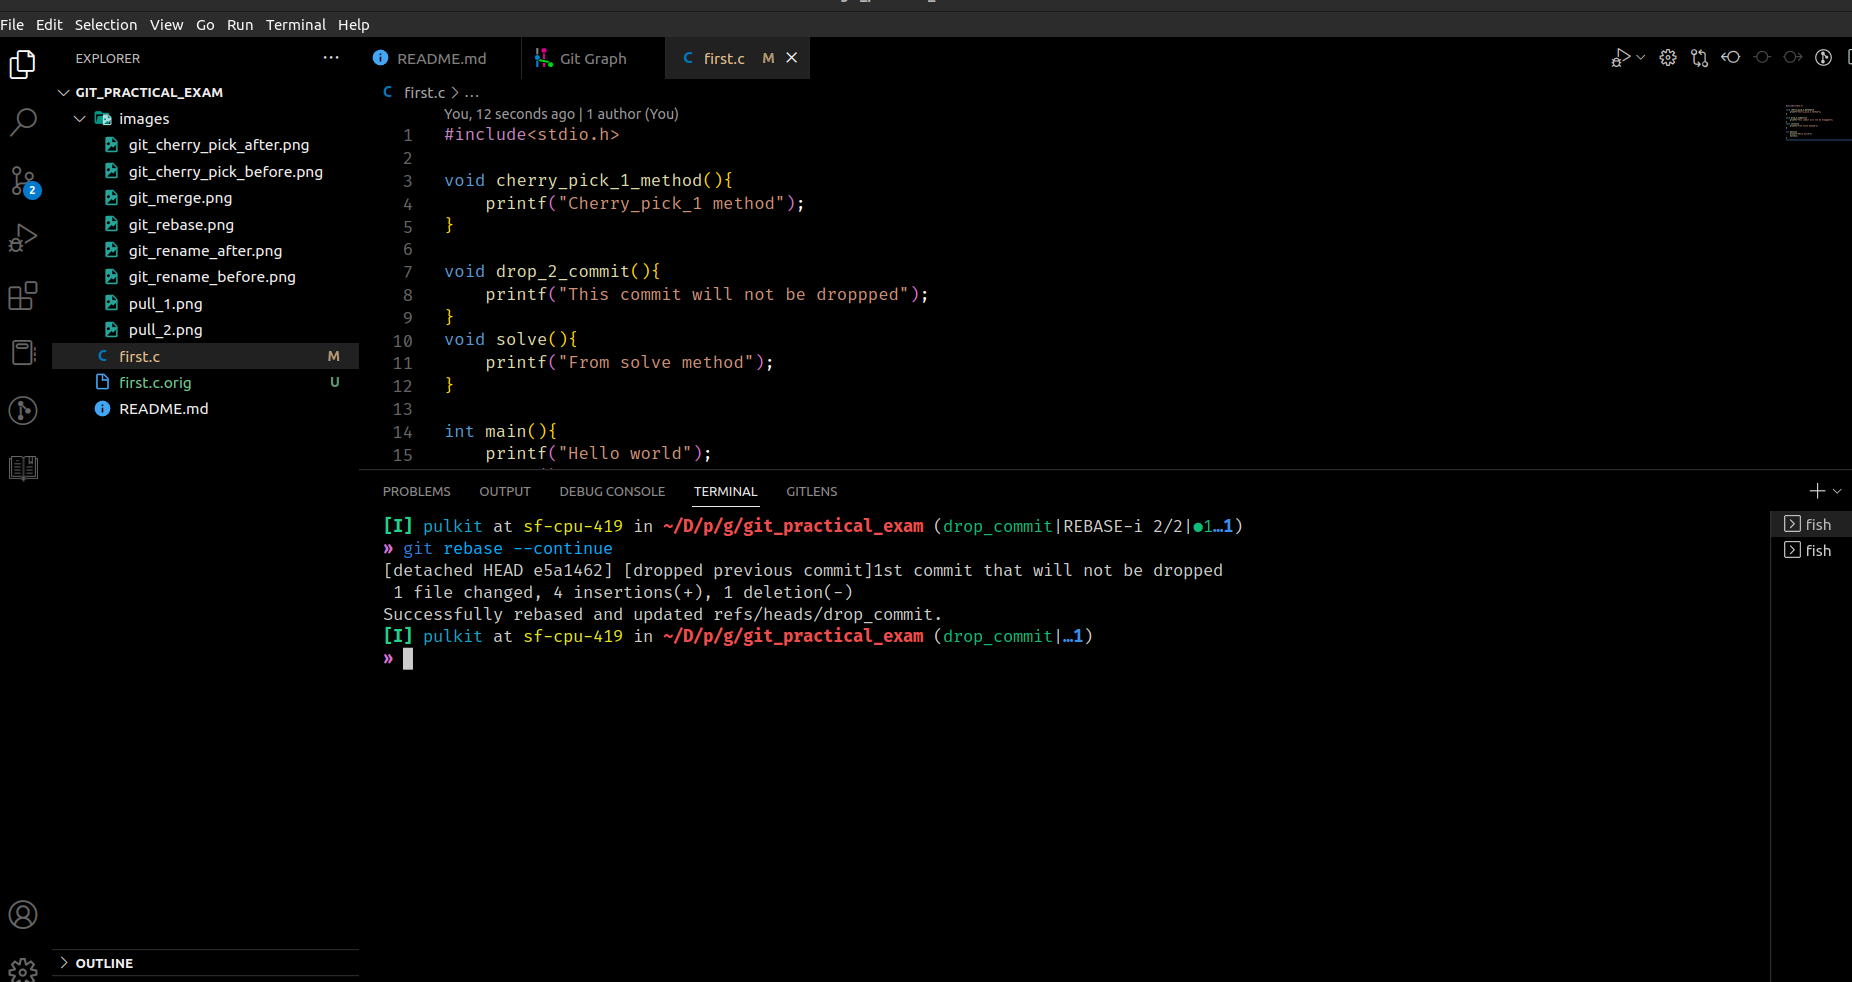 File Edit Selection View Go Run Terminal Help
EXPLORER ...
README.md
Git Graph
C first.c M
GIT_PRACTICAL_EXAM
images
git_cherry_pick_after.png
git_cherry_pick_before.png
git_merge.png
git_rebase.png
git_rename_after.png
git_rename_before.png
pull_1.png
pull_2.png
C first.c M
first.c.orig U
README.md
2
OUTLINE
C first.c > ...
You, 12 seconds ago | 1 author (You)
1 #include<stdio.h>
2
3 void cherry_pick_1_method(){
4 printf("Cherry_pick_1 method");
5 }
6
7 void drop_2_commit(){
8 printf("This commit will not be droppped");
9 }
10 void solve(){
11 printf("From solve method");
12 }
13
14 int main(){
15 printf("Hello world");
PROBLEMS OUTPUT DEBUG CONSOLE TERMINAL GITLENS
[I] pulkit at sf-cpu-419 in ~/D/p/g/git_practical_exam (drop_commit|REBASE-i 2/2|●1…1)
» git rebase --continue
[detached HEAD e5a1462] [dropped previous commit]1st commit that will not be dropped
1 file changed, 4 insertions(+), 1 deletion(-)
Successfully rebased and updated refs/heads/drop_commit.
[I] pulkit at sf-cpu-419 in ~/D/p/g/git_practical_exam (drop_commit|…1)
»
fish
fish